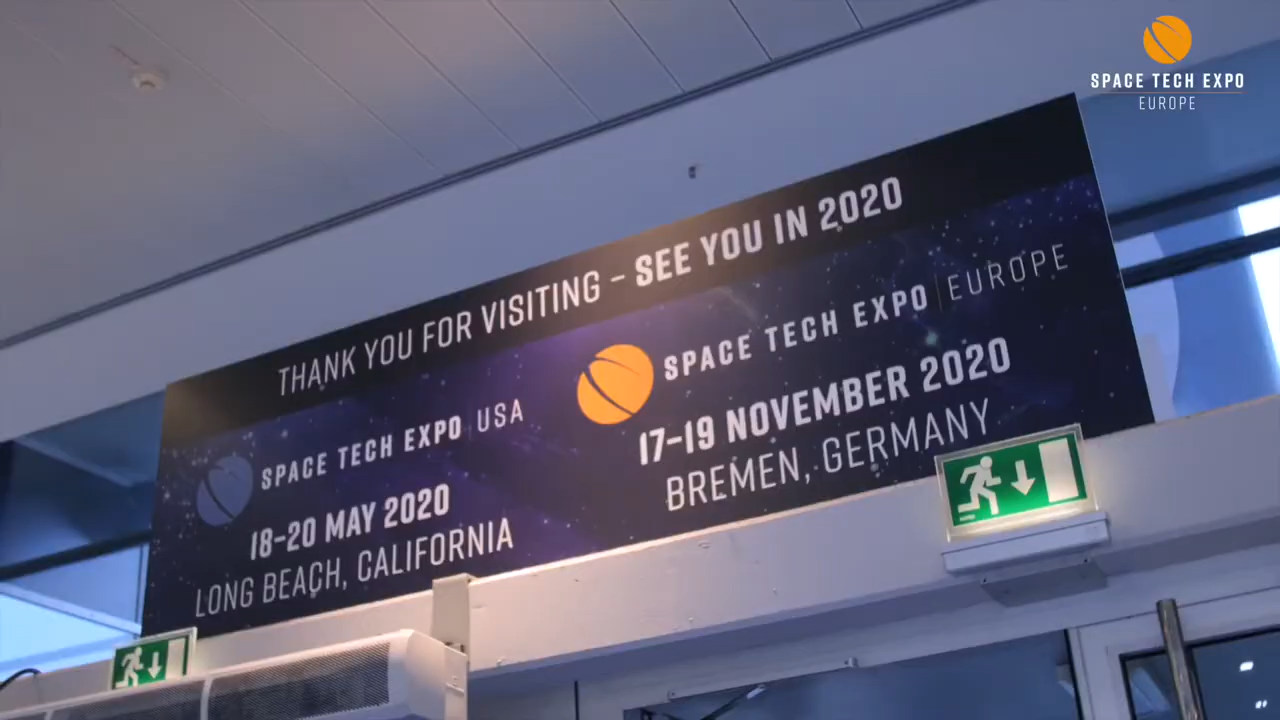 SPACE TECH EXPO
EUROPE
THANK YOU FOR VISITING – SEE YOU IN 2020
SPACE TECH EXPO USA
18–20 MAY 2020
LONG BEACH, CALIFORNIA
SPACE TECH EXPO | EUROPE
17–19 NOVEMBER 2020
BREMEN, GERMANY